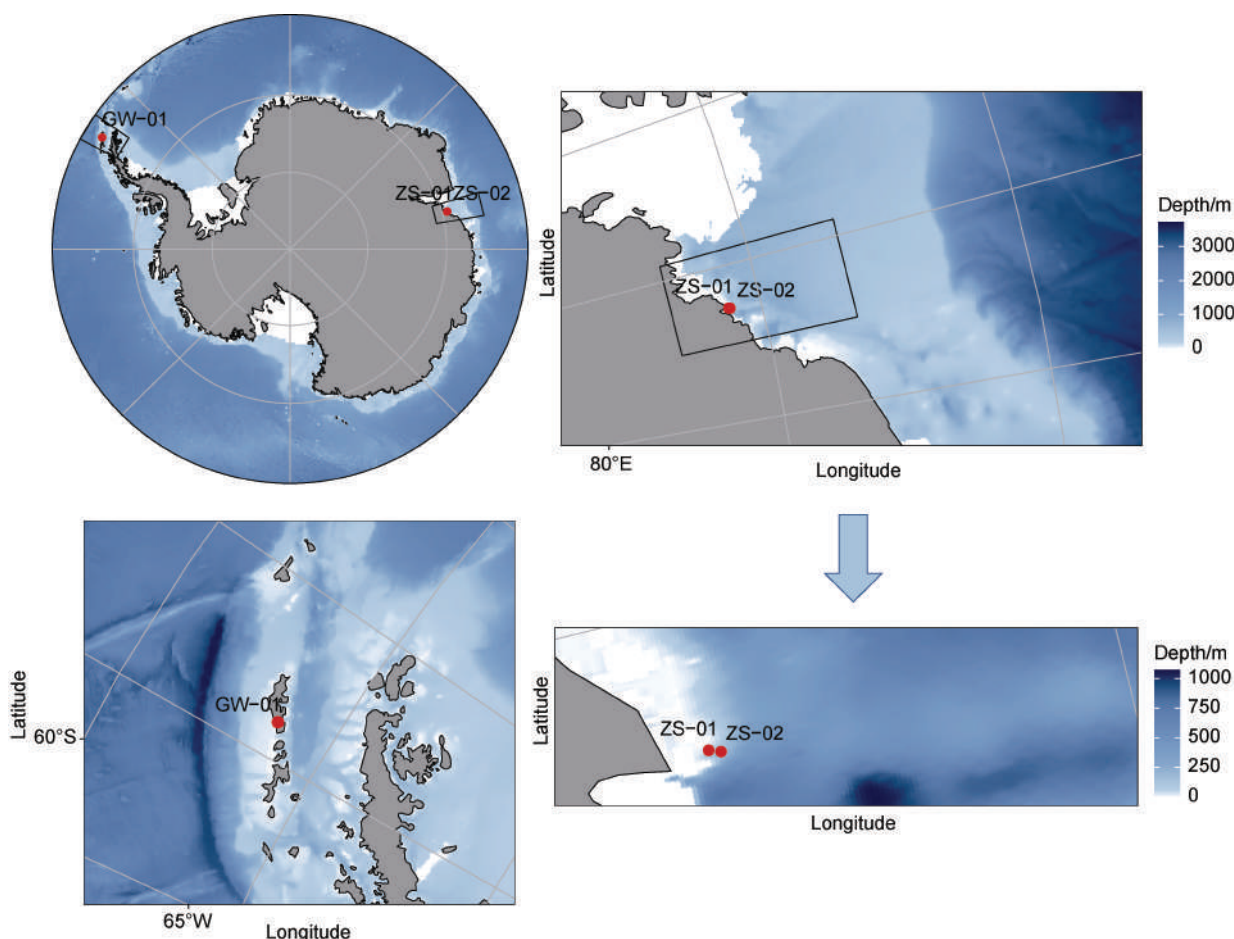 GW-01
ZS-01ZS-02
Latitude
ZS-01
ZS-02
80°E
Longitude
Depth/m
3000
2000
1000
0
Latitude
60°S
GW-01
65°W
Longitude
Latitude
ZS-01
ZS-02
Longitude
Depth/m
1000
750
500
250
0